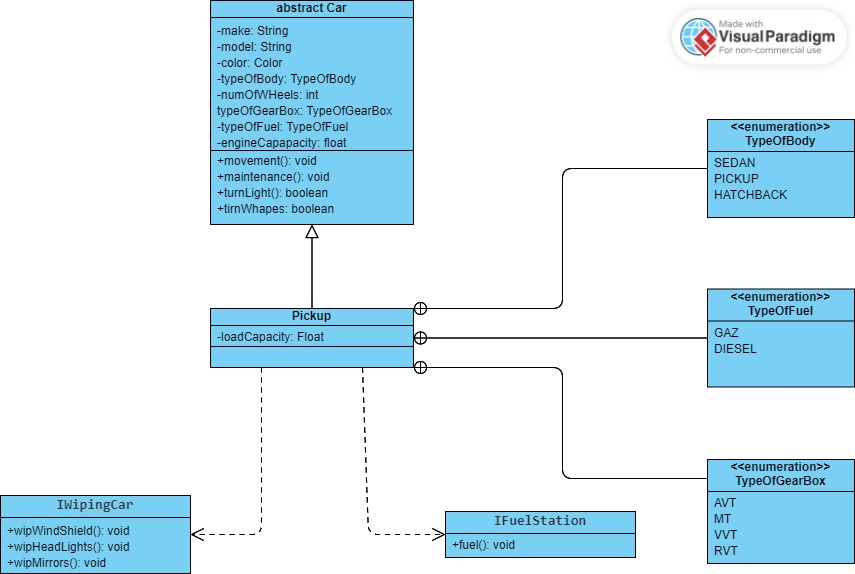 abstract Car
-make: String
-model: String
-color: Color
-typeOfBody: TypeOfBody
-numOfWHeels: int
typeOfGearBox: TypeOfGearBox
-typeOfFuel: TypeOfFuel
-engineCapapacity: float
+movement(): void
+maintenance(): void
+turnLight(): boolean
+tirnWhapes: boolean
Made with
Visual Paradigm
For non-commercial use
<<enumeration>>
TypeOfBody
SEDAN
PICKUP
HATCHBACK
Pickup
-loadCapacity: Float
<<enumeration>>
TypeOfFuel
GAZ
DIESEL
<<enumeration>>
TypeOfGearBox
AVT
MT
VVT
RVT
IWipingCar
+wipWindShield(): void
+wipHeadLights(): void
+wipMirrors(): void
IFuelStation
+fuel(): void